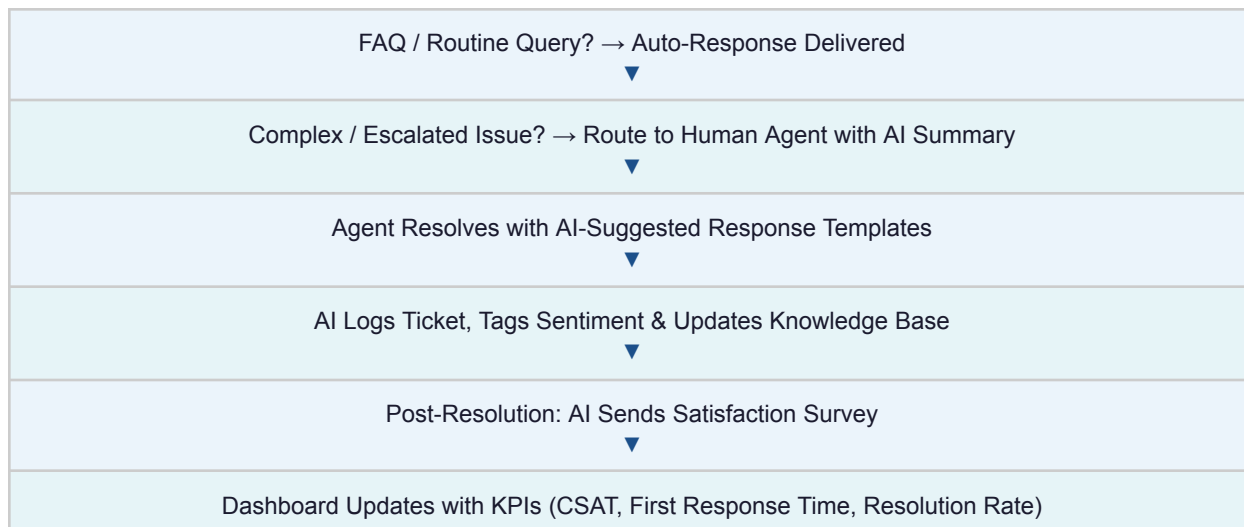 FAQ / Routine Query? → Auto-Response Delivered
▼
Complex / Escalated Issue? → Route to Human Agent with AI Summary
▼
Agent Resolves with AI-Suggested Response Templates
▼
AI Logs Ticket, Tags Sentiment & Updates Knowledge Base
▼
Post-Resolution: AI Sends Satisfaction Survey
▼
Dashboard Updates with KPIs (CSAT, First Response Time, Resolution Rate)